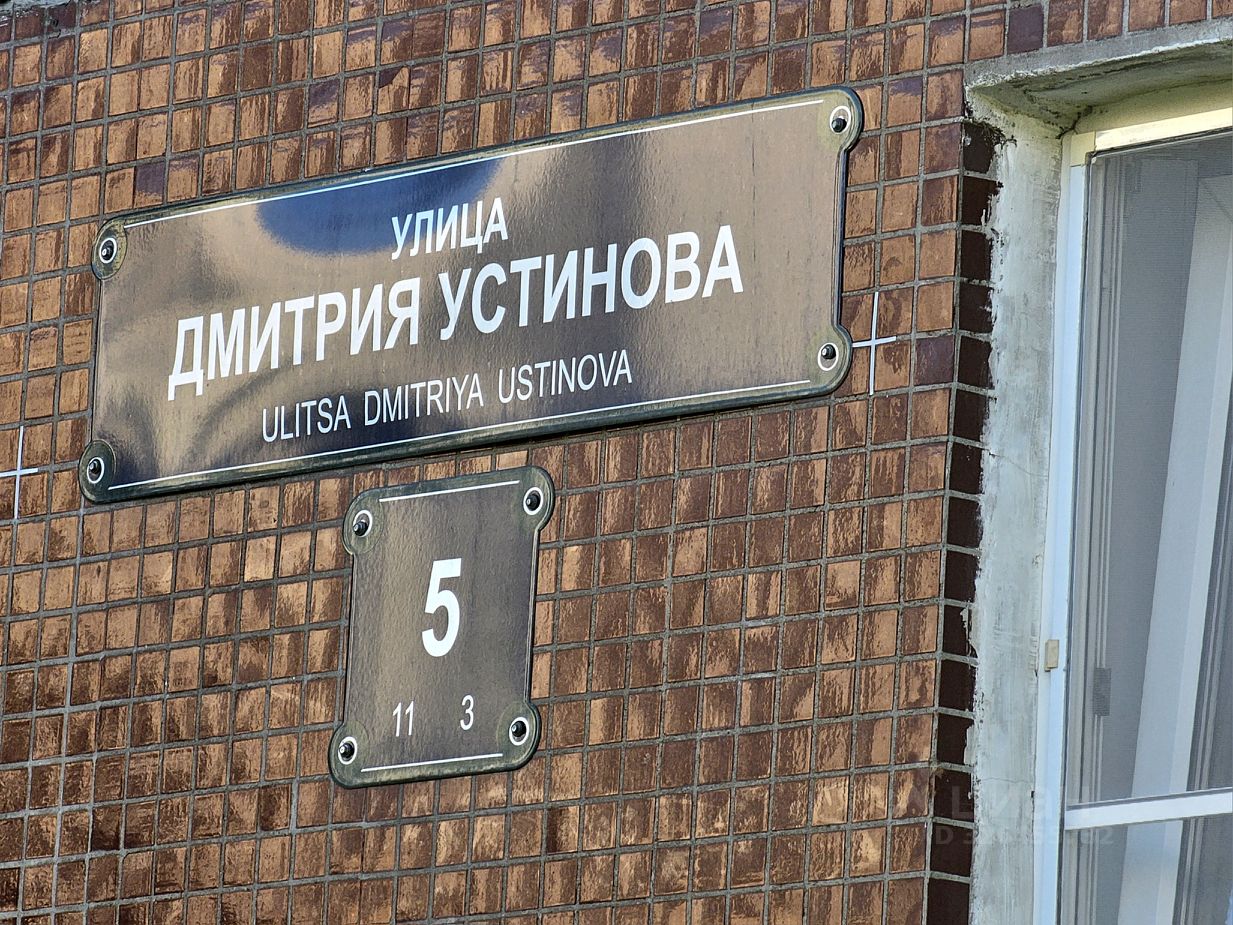 УЛИЦА
ДМИТРИЯ УСТИНОВА
ULITSA DMITRIYA USTINOVA
5
11 3